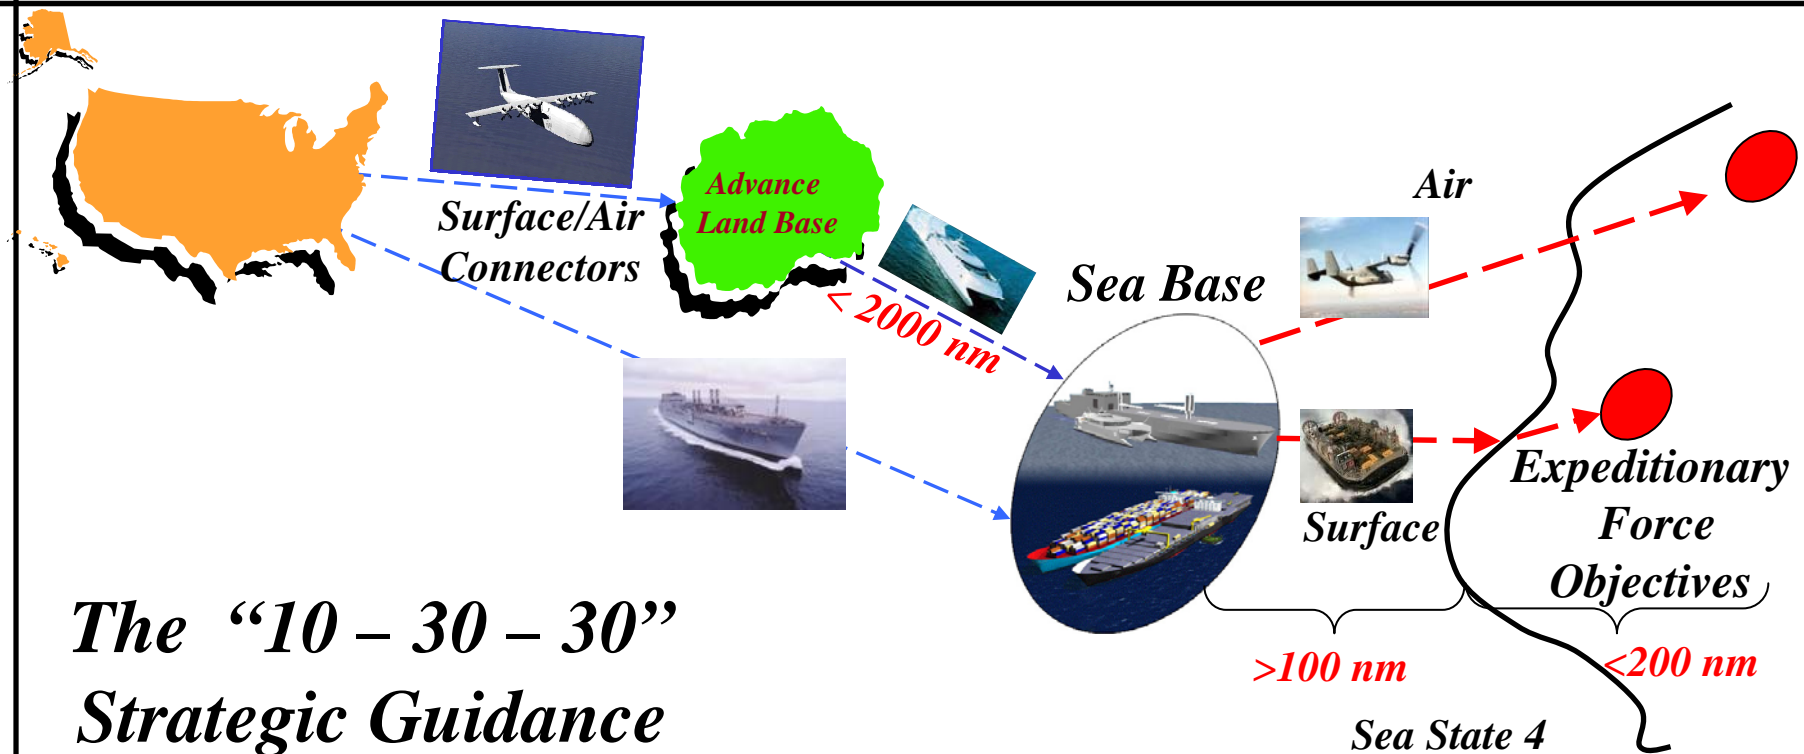 Surface/Air
Connectors
Advance
Land Base
< 2000 nm
Sea Base
Air
Surface
Expeditionary
Force
Objectives
>100 nm
<200 nm
Sea State 4
The “10 – 30 – 30”
Strategic Guidance